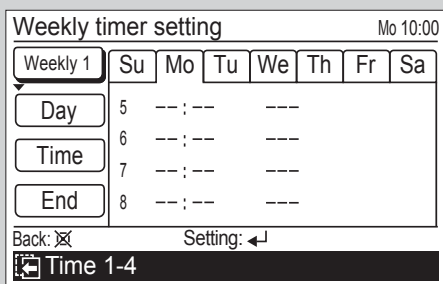 Weekly timer setting Mo 10:00
Weekly 1 Su Mo Tu We Th Fr Sa
Day 5 --:-- ---
6 --:-- ---
Time 7 --:-- ---
End 8 --:-- ---
Back: Setting:
Time 1-4